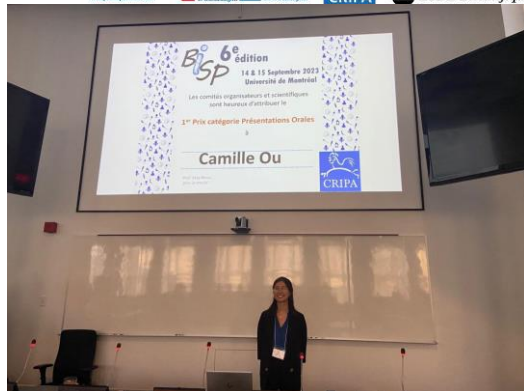 BiSP 6e édition
14 & 15 Septembre 2023
Université de Montréal
Les comités organisateurs et scientifiques
sont heureux d'attribuer le
1er Prix catégorie Présentations Orales
à
Camille Ou
CRIPA